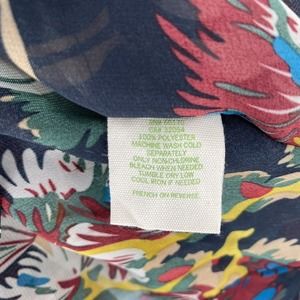 CA# 32054
100% POLYESTER
MACHINE WASH COLD
SEPARATELY
ONLY NON-CHLORINE
BLEACH WHEN NEEDED
TUMBLE DRY LOW
COOL IRON IF NEEDED
FRENCH ON REVERSE.